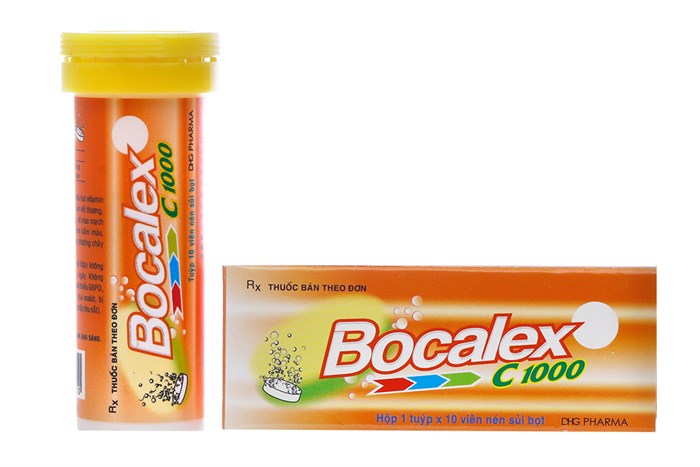 Rx THUỐC BÁN THEO ĐƠN
Bocalex
C 1000
Tuýp 10 viên nén sủi bọt DHG PHARMA
Rx THUỐC BÁN THEO ĐƠN
Bocalex
C 1000
Hộp 1 tuýp x 10 viên nén sủi bọt DHG PHARMA